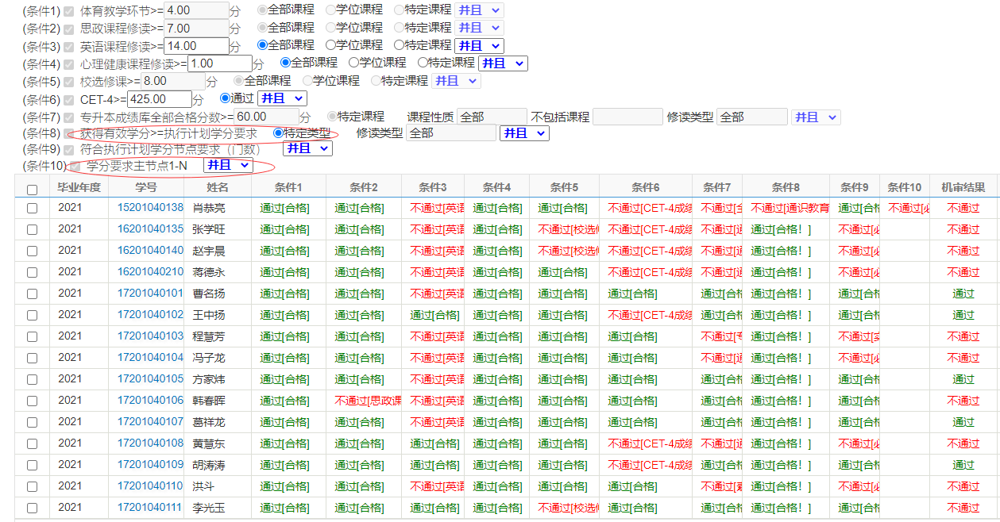 (条件1) 体育教学环节>= 4.00 分 全部课程 学位课程 特定课程 并且
(条件2) 思政课程修读>= 7.00 分 全部课程 学位课程 特定课程 并且
(条件3) 英语课程修读>= 14.00 分 全部课程 学位课程 特定课程 并且
(条件4) 心理健康课程修读>= 1.00 分 全部课程 学位课程 特定课程 并且
(条件5) 校选修课>= 8.00 分 全部课程 学位课程 特定课程 并且
(条件6) CET-4>= 425.00 分 通过 并且
(条件7) 专升本成绩库全部合格分数>= 60.00 分 特定课程 课程性质 全部 不包括课程 修读类型 全部 并且
(条件8) 获得有效学分>=执行计划学分要求 特定类型 修读类型 全部 并且
(条件9) 符合执行计划学分节点要求（门数） 并且
(条件10) 学分要求主节点1-N 并且
毕业年度 学号 姓名 条件1 条件2 条件3 条件4 条件5 条件6 条件7 条件8 条件9 条件10 机审结果
2021 15201040138 肖恭亮 通过[合格] 通过[合格] 不通过[英语 通过[合格] 通过[合格] 不通过[CET-4成绩 不通过[全 不通过[通识教育 通过[合格 不通过[必 不通过
2021 16201040135 张学旺 通过[合格] 通过[合格] 不通过[英语 通过[合格] 不通过[校选修 不通过[CET-4成绩 不通过[通 通过[合格！] 不通过[必 不通过
2021 16201040140 赵宇晨 通过[合格] 通过[合格] 不通过[英语 通过[合格] 不通过[校选修 不通过[CET-4成绩 不通过[通 通过[合格！] 不通过[必 不通过
2021 16201040210 蒋德永 通过[合格] 通过[合格] 不通过[英语 通过[合格] 通过[合格] 不通过[CET-4成绩 不通过[通 通过[合格！] 不通过[必 不通过
2021 17201040101 曹名扬 通过[合格] 通过[合格] 不通过[英语 通过[合格] 通过[合格] 通过[合格] 通过[合格 通过[合格！] 通过[合格 通过
2021 17201040102 王中扬 通过[合格] 通过[合格] 通过[合格] 通过[合格] 通过[合格] 不通过[CET-4成绩 通过[合格 通过[合格！] 通过[合格 通过
2021 17201040103 程慧芳 通过[合格] 通过[合格] 不通过[英语 通过[合格] 通过[合格] 通过[合格] 不通过[专 通过[合格！] 不通过[实 不通过
2021 17201040104 冯子龙 通过[合格] 通过[合格] 不通过[英语 通过[合格] 通过[合格] 通过[合格] 不通过[通 通过[合格！] 不通过[必 不通过
2021 17201040105 方家炜 通过[合格] 通过[合格] 不通过[英语 通过[合格] 通过[合格] 通过[合格] 通过[合格 通过[合格！] 通过[合格 通过
2021 17201040106 韩春晖 通过[合格] 不通过[思政课 不通过[英语 通过[合格] 通过[合格] 通过[合格] 通过[合格 通过[合格！] 通过[合格 不通过
2021 17201040107 葛祥龙 通过[合格] 通过[合格] 不通过[英语 通过[合格] 通过[合格] 通过[合格] 通过[合格 通过[合格！] 通过[合格 通过
2021 17201040108 黄慧东 通过[合格] 通过[合格] 通过[合格] 通过[合格] 通过[合格] 不通过[CET-4成绩 不通过[通 通过[合格！] 不通过[必 不通过
2021 17201040109 胡涛涛 通过[合格] 通过[合格] 通过[合格] 通过[合格] 通过[合格] 不通过[CET-4成绩 通过[合格 通过[合格！] 通过[合格 通过
2021 17201040110 洪斗 通过[合格] 通过[合格] 不通过[英语 通过[合格] 通过[合格] 通过[合格] 不通过[素 通过[合格！] 不通过[必 不通过
2021 17201040111 李光玉 通过[合格] 通过[合格] 通过[合格] 通过[合格] 不通过[校选修 通过[合格] 通过[合格 通过[合格！] 通过[合格 不通过